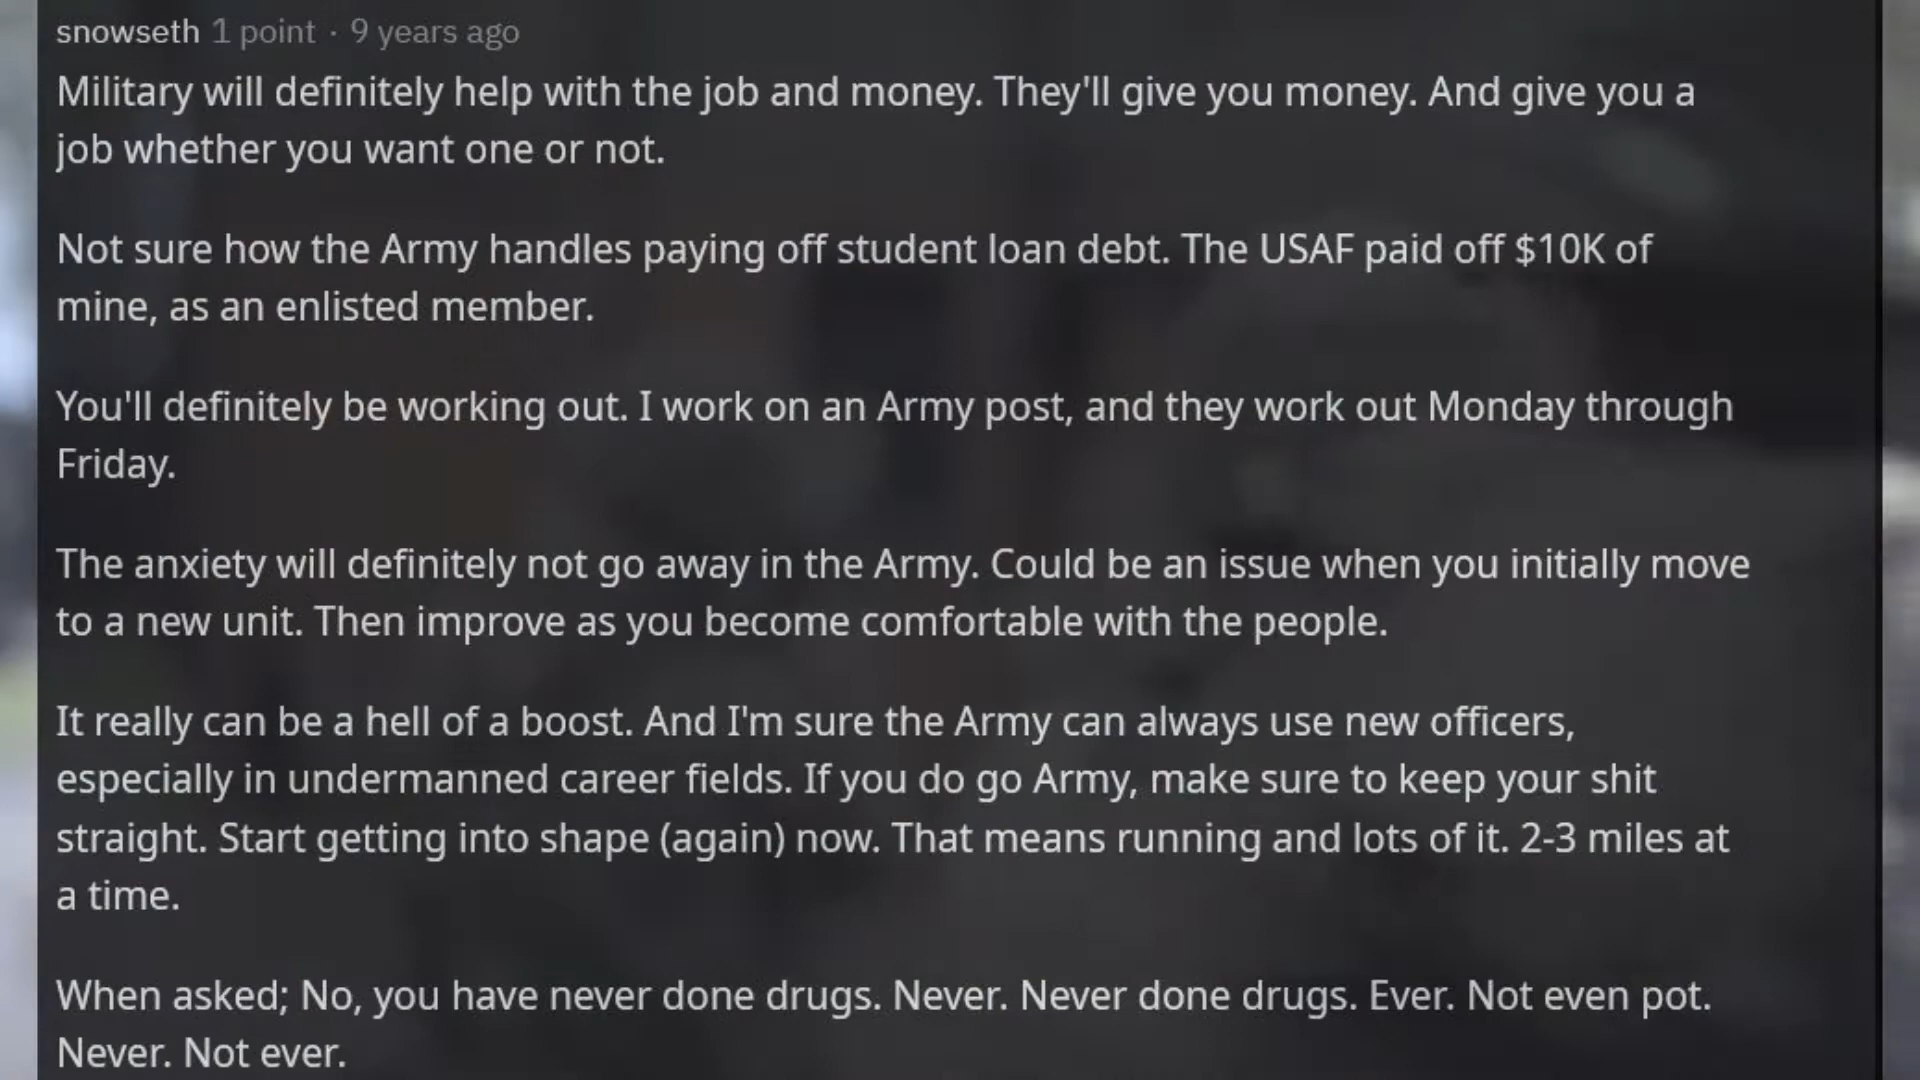 snowseth 1 point · 9 years ago
Military will definitely help with the job and money. They'll give you money. And give you a
job whether you want one or not.
Not sure how the Army handles paying off student loan debt. The USAF paid off $10K of
mine, as an enlisted member.
You'll definitely be working out. I work on an Army post, and they work out Monday through
Friday.
The anxiety will definitely not go away in the Army. Could be an issue when you initially move
to a new unit. Then improve as you become comfortable with the people.
It really can be a hell of a boost. And I'm sure the Army can always use new officers,
especially in undermanned career fields. If you do go Army, make sure to keep your shit
straight. Start getting into shape (again) now. That means running and lots of it. 2-3 miles at
a time.
When asked; No, you have never done drugs. Never. Never done drugs. Ever. Not even pot.
Never. Not ever.